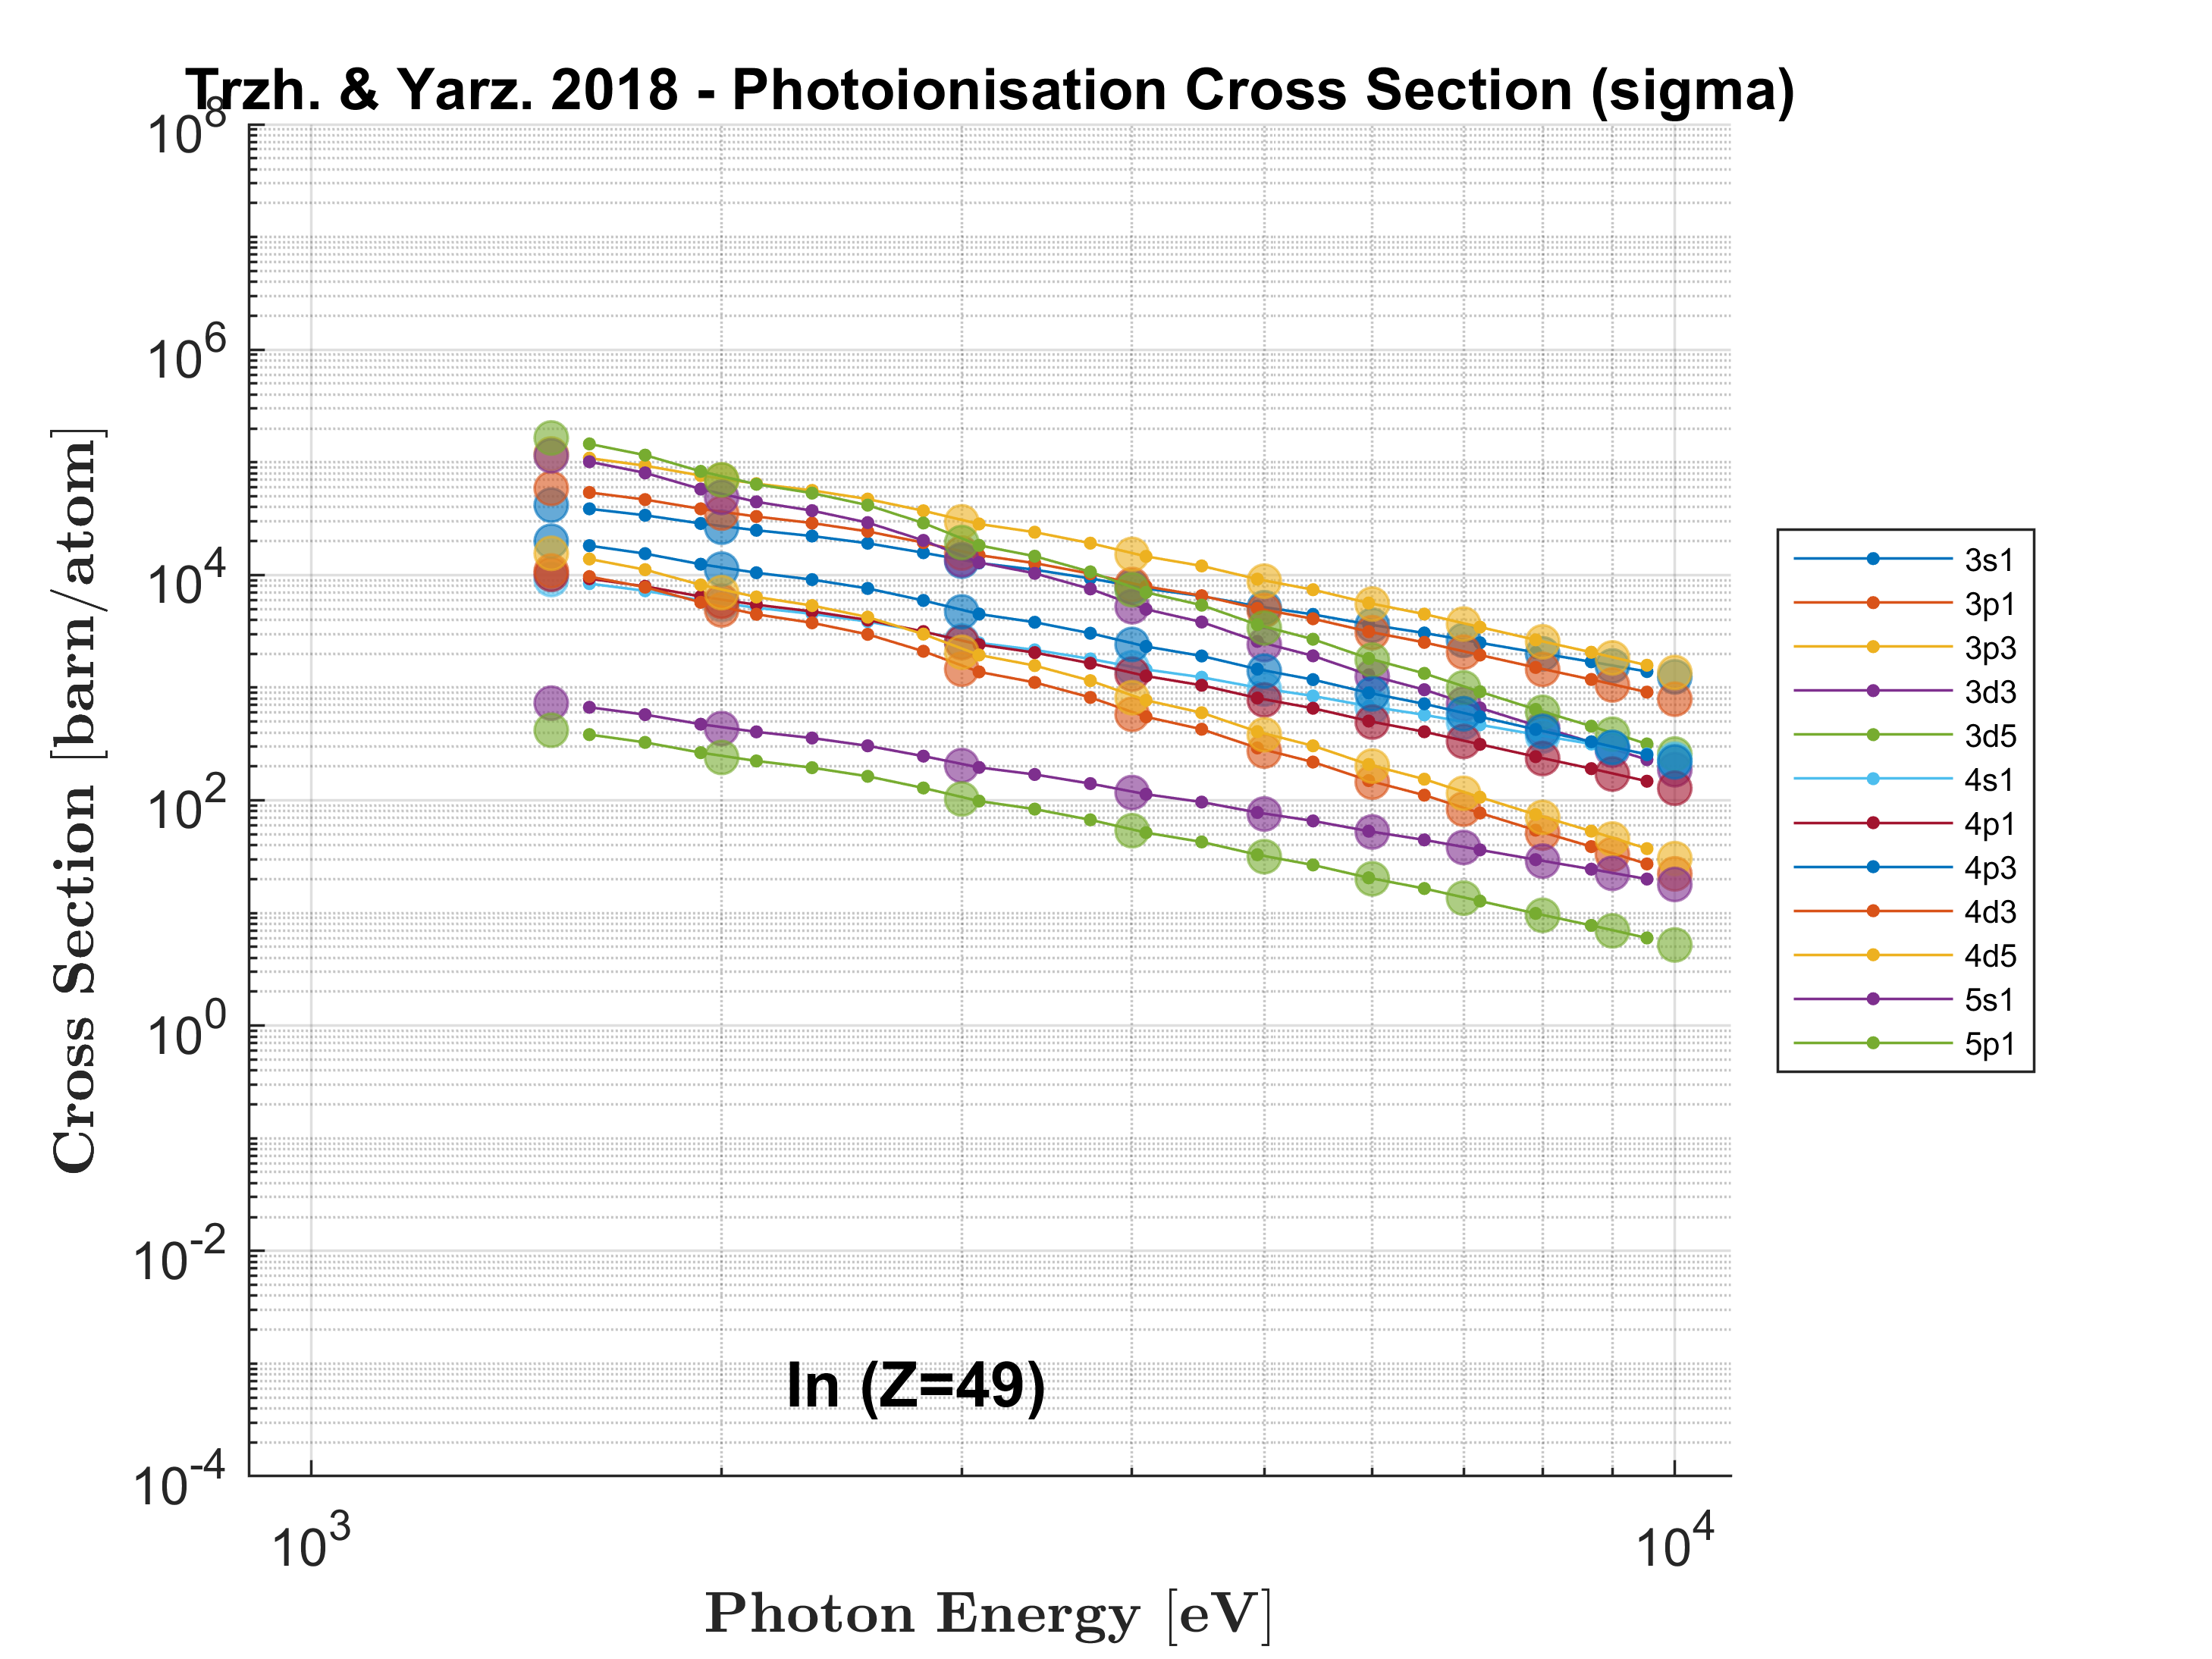 Trzh. & Yarz. 2018 - Photoionisation Cross Section (sigma)
10^8
10^6
10^4
10^2
10^0
10^-2
10^-4
Cross Section [barn/atom]
In (Z=49)
10^3
10^4
Photon Energy [eV]
3s1
3p1
3p3
3d3
3d5
4s1
4p1
4p3
4d3
4d5
5s1
5p1